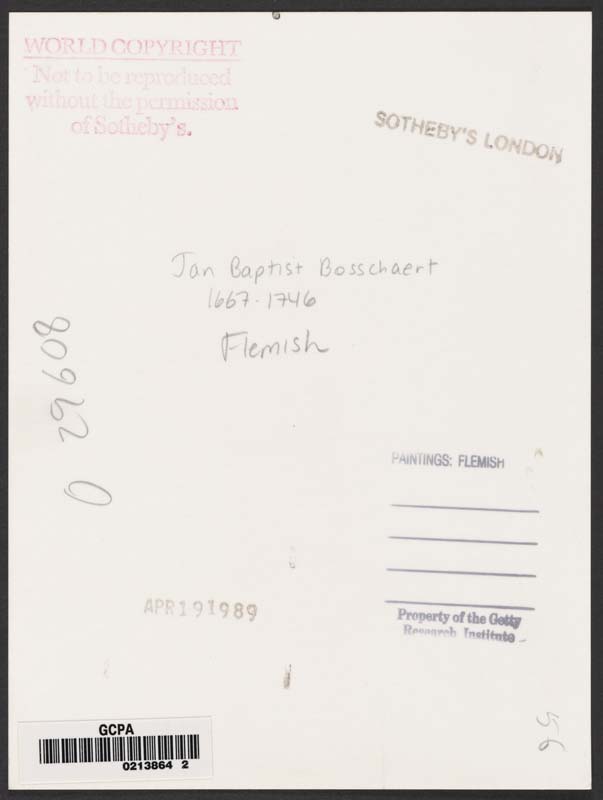 WORLD COPYRIGHT
Not to be reproduced
without the permission
of Sotheby's.
SOTHEBY'S LONDON
Jan Baptist Bosschaert
1667-1746
Flemish
0 29608
PAINTINGS: FLEMISH
APR 19 1989
Property of the Getty
Research Institute
GCPA
0213864 2